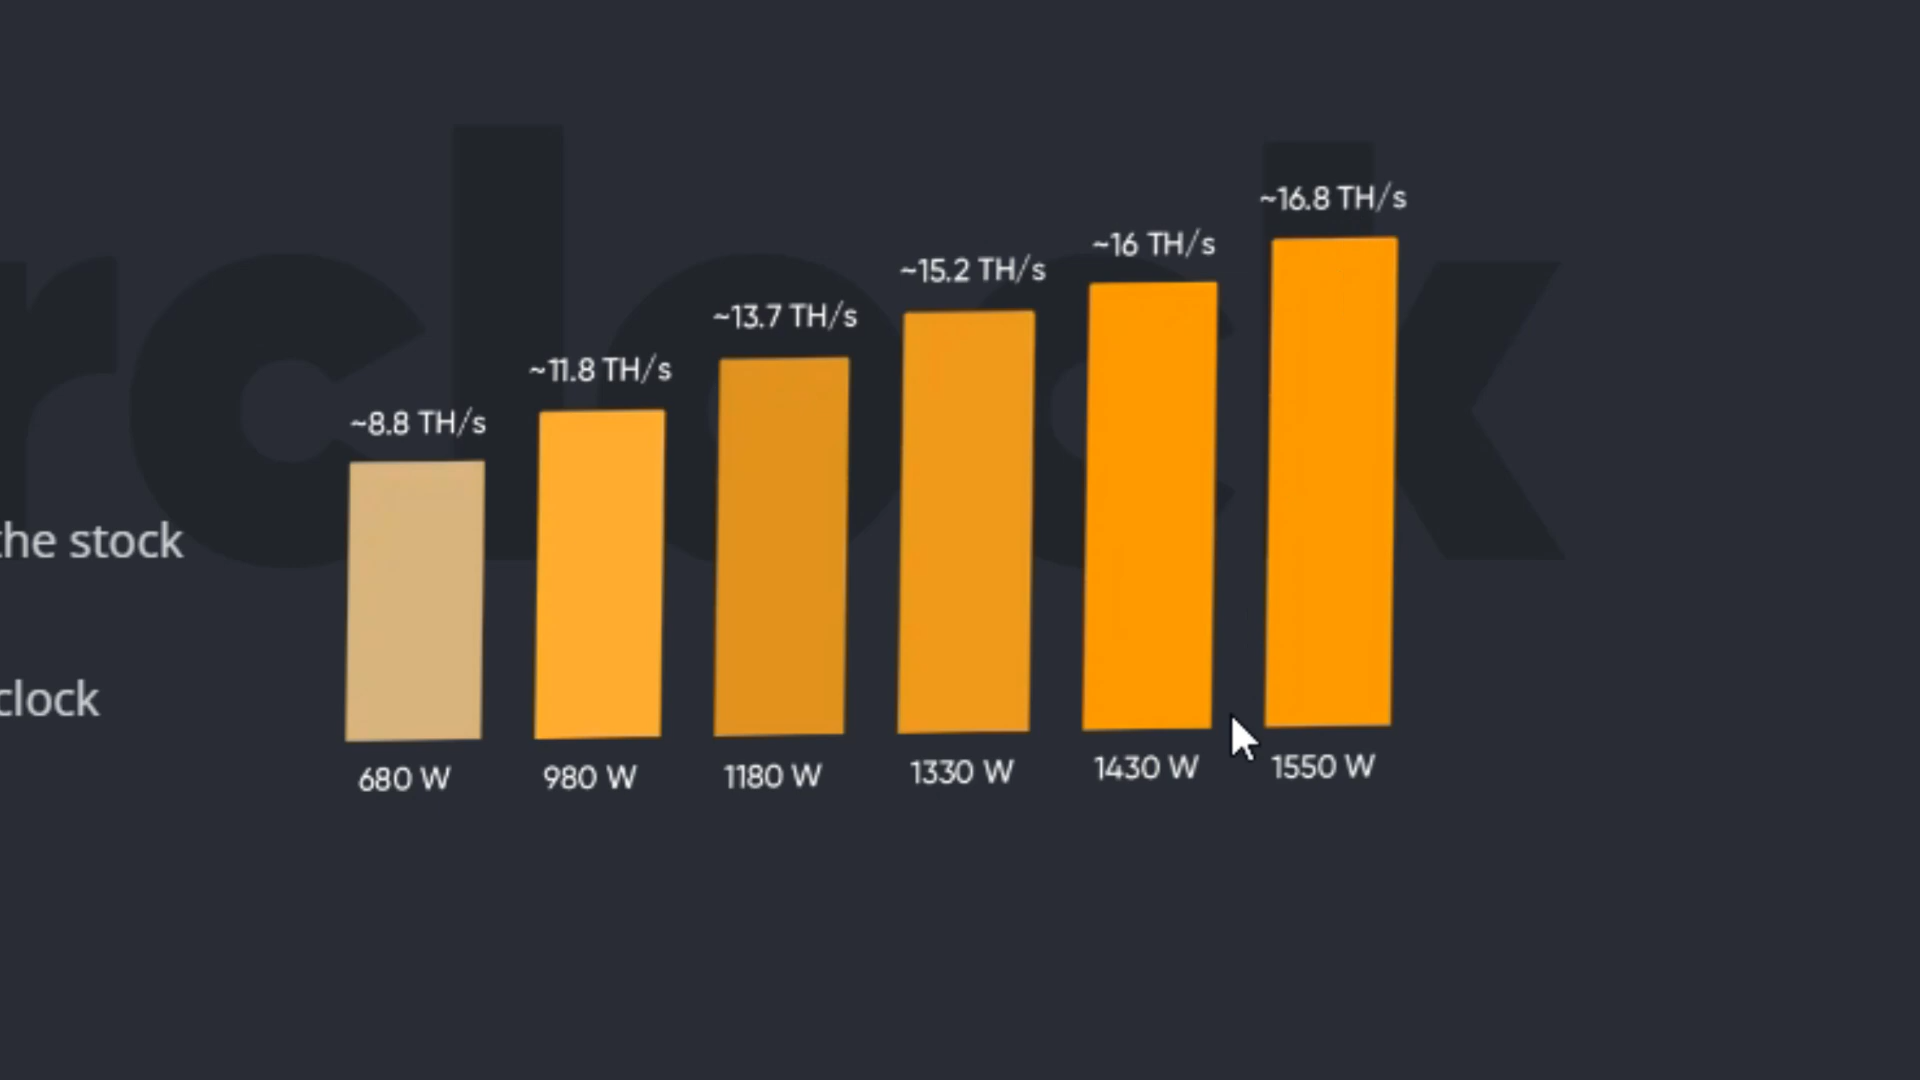 rclock
~16.8 TH/s
~16 TH/s
~15.2 TH/s
~13.7 TH/s
~11.8 TH/s
~8.8 TH/s
the stock
clock
680 W 980 W 1180 W 1330 W 1430 W 1550 W